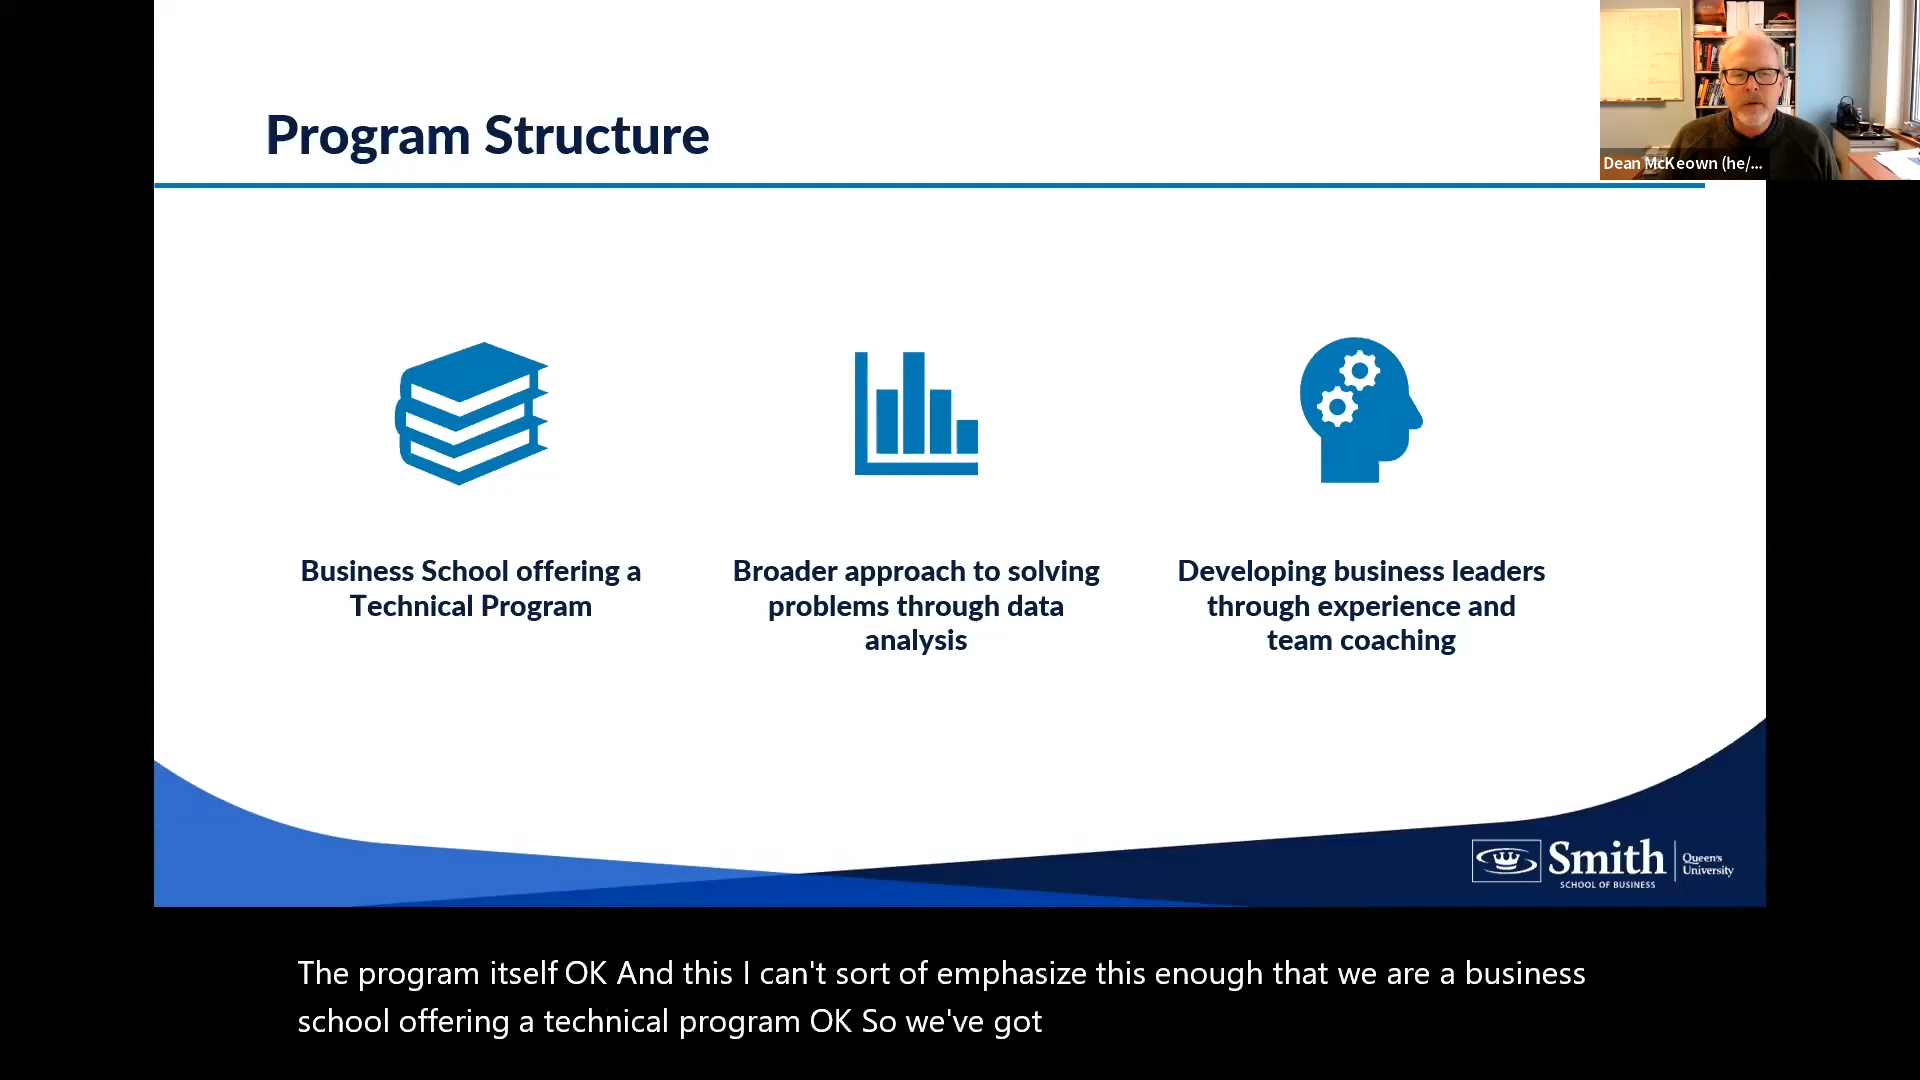 Program Structure
Dean McKeown (he/...
Business School offering a
Technical Program
Broader approach to solving
problems through data
analysis
Developing business leaders
through experience and
team coaching
Smith
SCHOOL OF BUSINESS
Queen's
University
The program itself OK And this I can't sort of emphasize this enough that we are a business
school offering a technical program OK So we've got